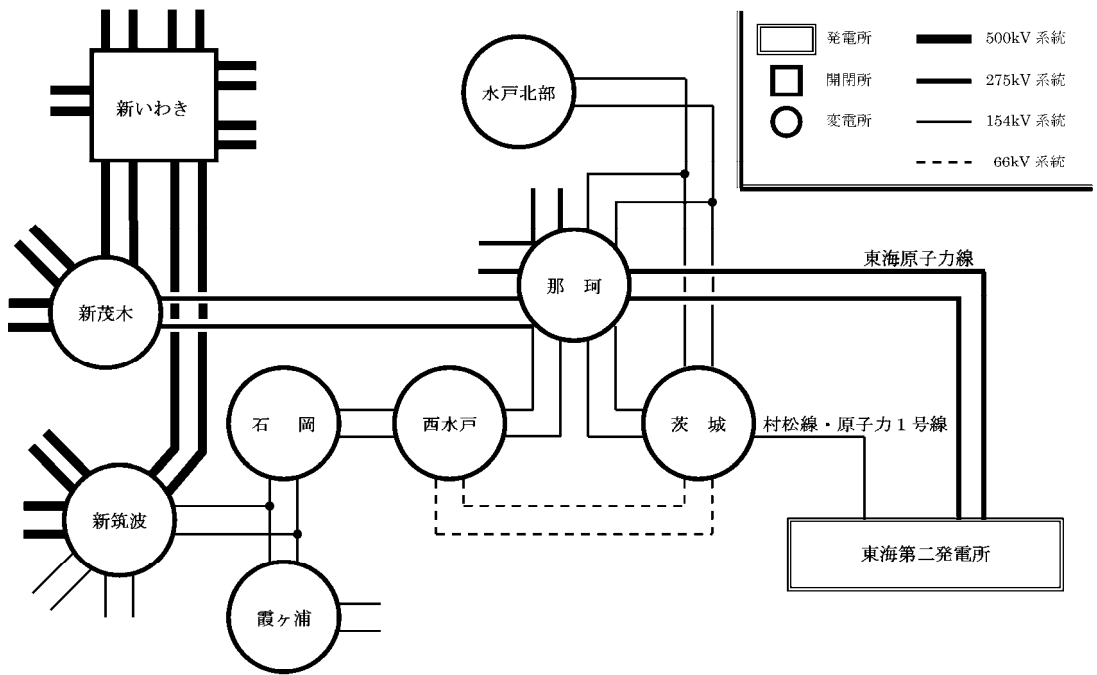 発電所
500kV 系統
開閉所
275kV 系統
変電所
154kV 系統
66kV 系統
新いわき
水戸北部
東海原子力線
那 珂
新茂木
石 岡
西水戸
茨 城
村松線・原子力1号線
新筑波
東海第二発電所
霞ヶ浦